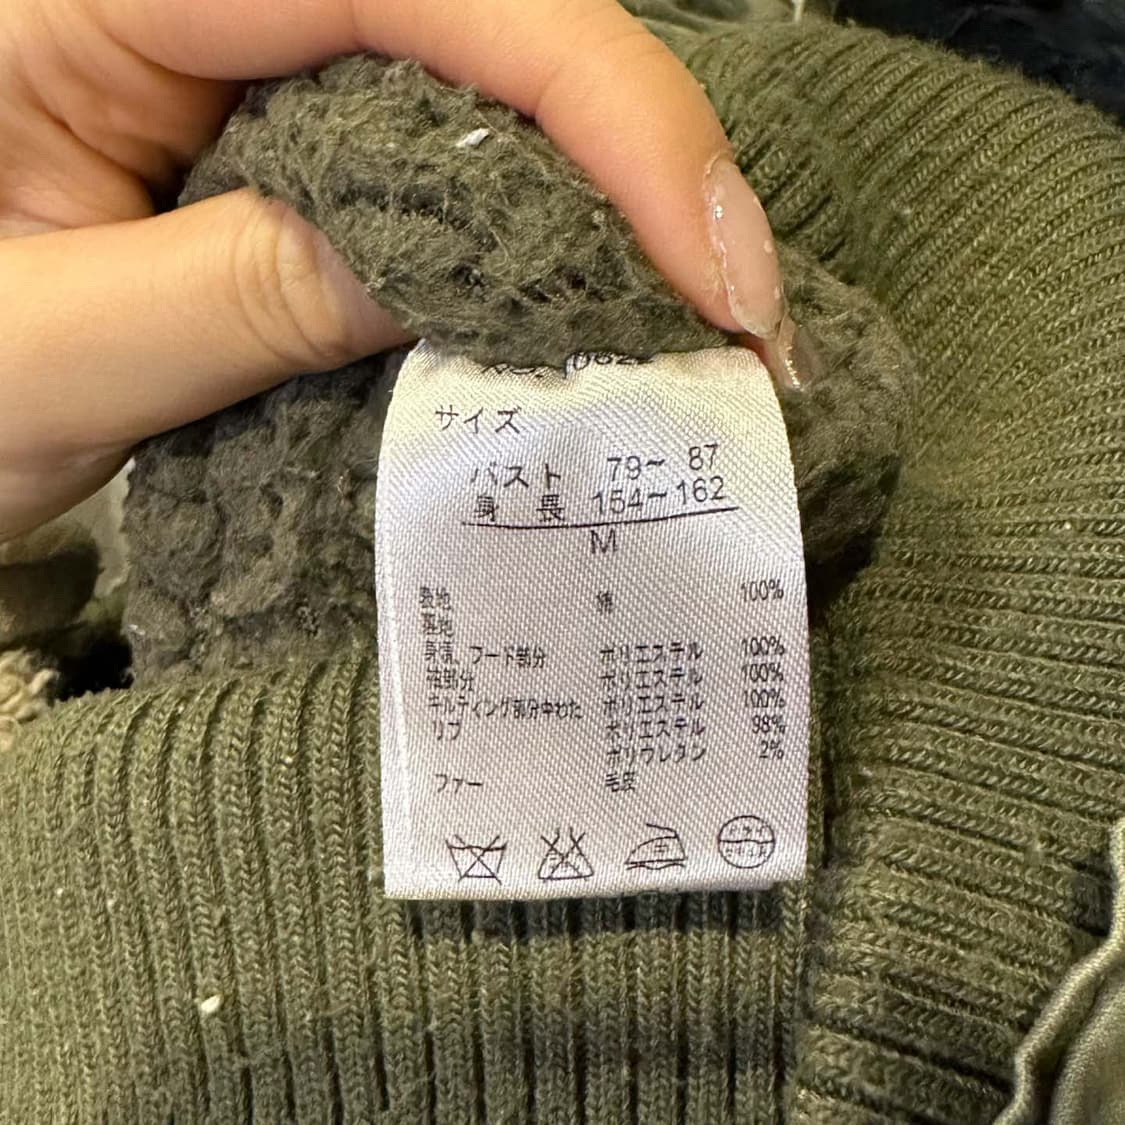 サイズ
バスト 79～ 87
身 長 154～162
M
表地 綿 100%
裏地
身頃、フード部分 ポリエステル 100%
袖部分 ポリエステル 100%
キルティング部分中わた ポリエステル 100%
リブ ポリエステル 98%
ポリウレタン 2%
ファー 毛皮